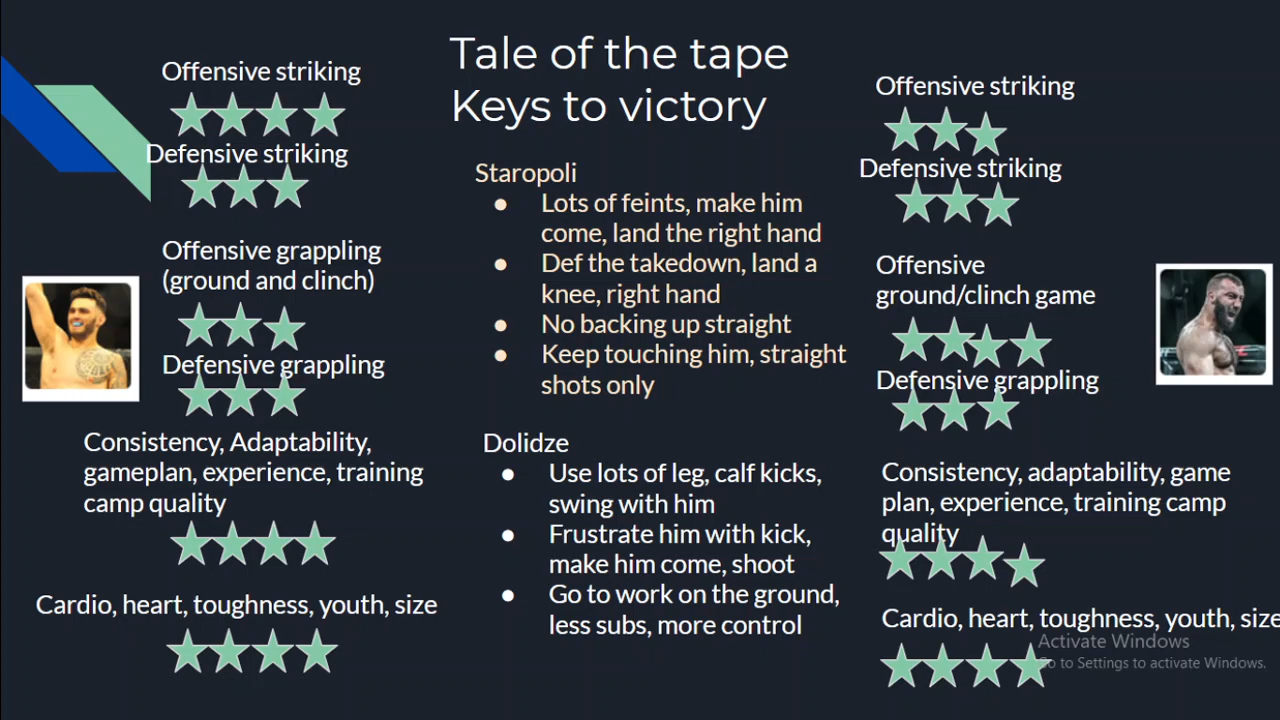 Tale of the tape
Keys to victory
Offensive striking
Defensive striking
Offensive grappling
(ground and clinch)
Defensive grappling
Consistency, Adaptability,
gameplan, experience, training
camp quality
Cardio, heart, toughness, youth, size
Staropoli
● Lots of feints, make him
come, land the right hand
● Def the takedown, land a
knee, right hand
● No backing up straight
● Keep touching him, straight
shots only
Dolidze
● Use lots of leg, calf kicks,
swing with him
● Frustrate him with kick,
make him come, shoot
● Go to work on the ground,
less subs, more control
Offensive striking
Defensive striking
Offensive
ground/clinch game
Defensive grappling
Consistency, adaptability, game
plan, experience, training camp
quality
Cardio, heart, toughness, youth, size
Activate Windows
Go to Settings to activate Windows.